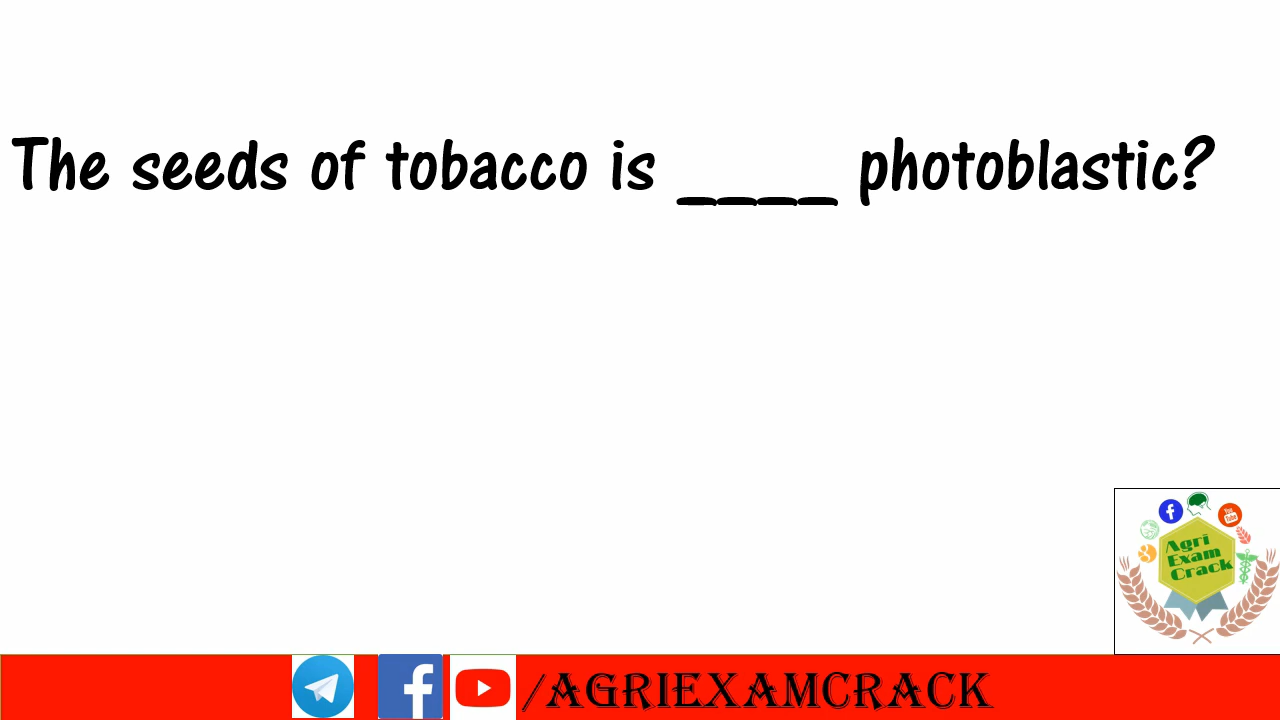 The seeds of tobacco is ____ photoblastic?
Agri
Exam
Crack
/AGRIEXAMCRACK